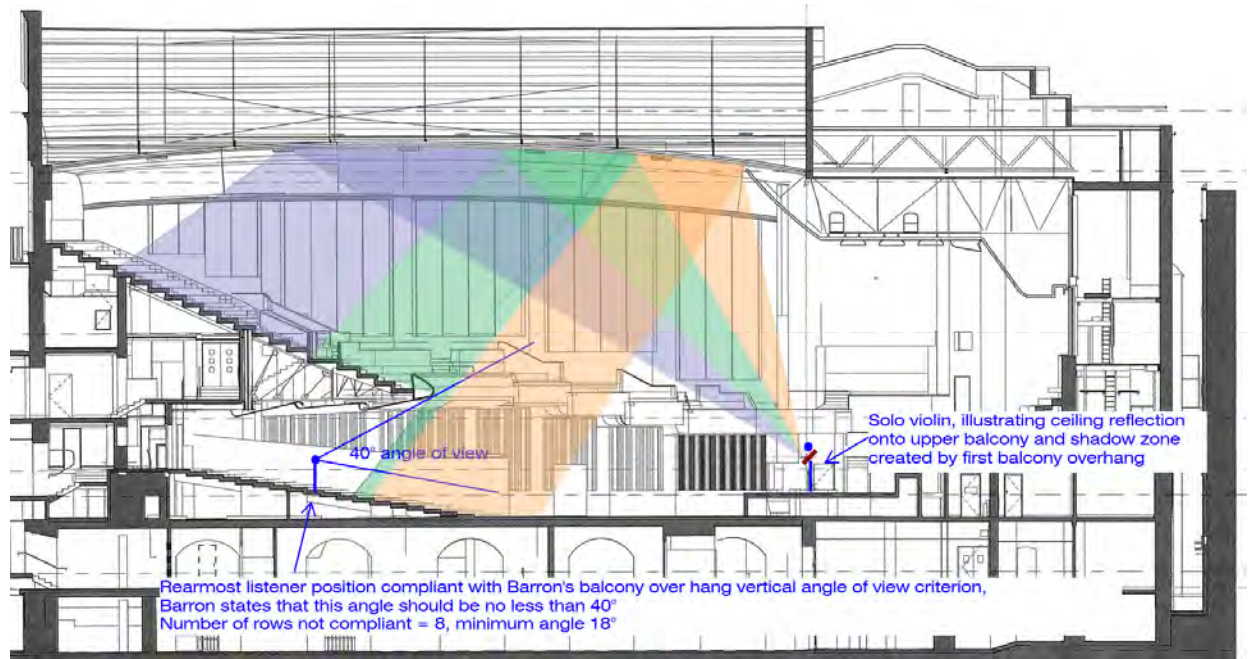 40° angle of view
Solo violin, illustrating ceiling reflection
onto upper balcony and shadow zone
created by first balcony overhang
Rearmost listener position compliant with Barron's balcony over hang vertical angle of view criterion,
Barron states that this angle should be no less than 40°
Number of rows not compliant = 8, minimum angle 18°